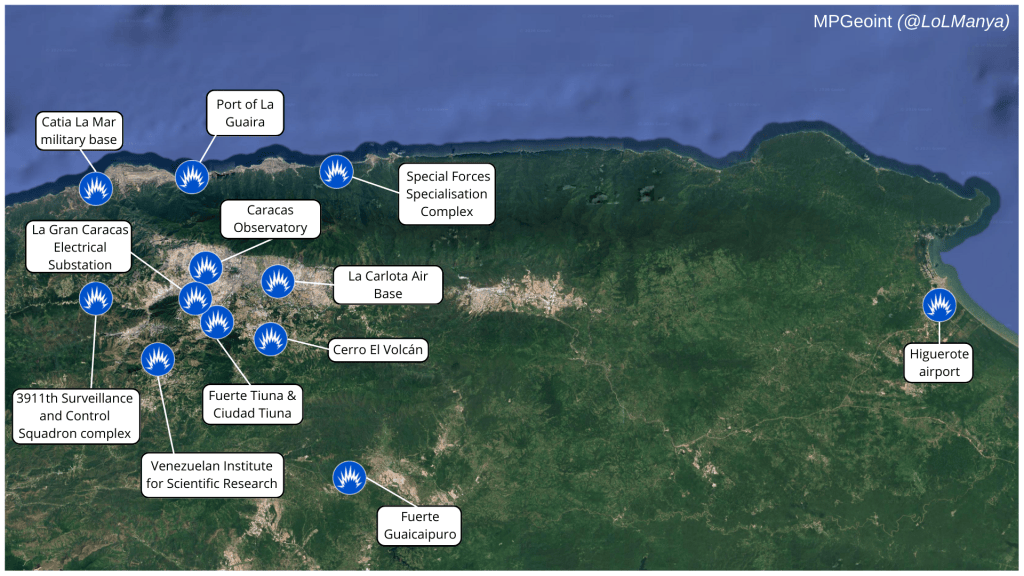 MPGeoint (@LoLManya)
Port of La
Guaira
Catia La Mar
military base
Special Forces
Specialisation
Complex
Caracas
Observatory
La Gran Caracas
Electrical
Substation
La Carlota Air
Base
Cerro El Volcán
Higuerote
airport
3911th Surveillance
and Control
Squadron complex
Fuerte Tiuna &
Ciudad Tiuna
Venezuelan Institute
for Scientific Research
Fuerte
Guaicaipuro